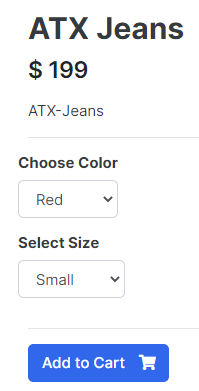 ATX Jeans
$ 199
ATX-Jeans
Choose Color
Red
Select Size
Small
Add to Cart